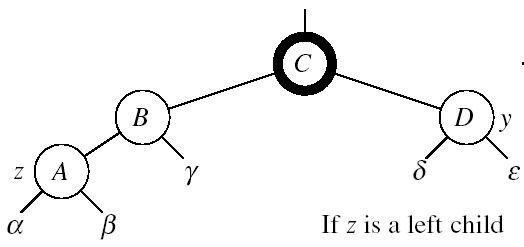 C
B
D y
z A
γ
δ
ε
α
β
If z is a left child